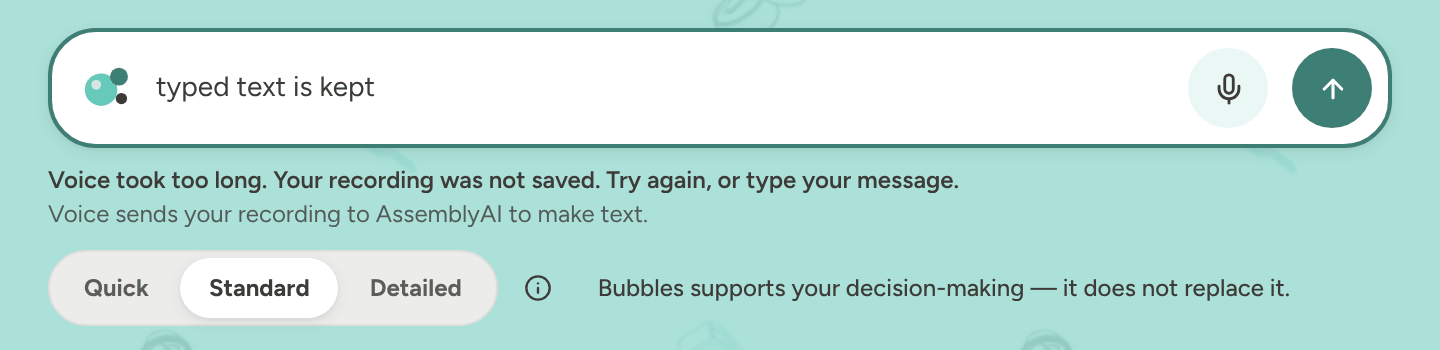 typed text is kept
Voice took too long. Your recording was not saved. Try again, or type your message.
Voice sends your recording to AssemblyAI to make text.
Quick Standard Detailed Bubbles supports your decision-making — it does not replace it.